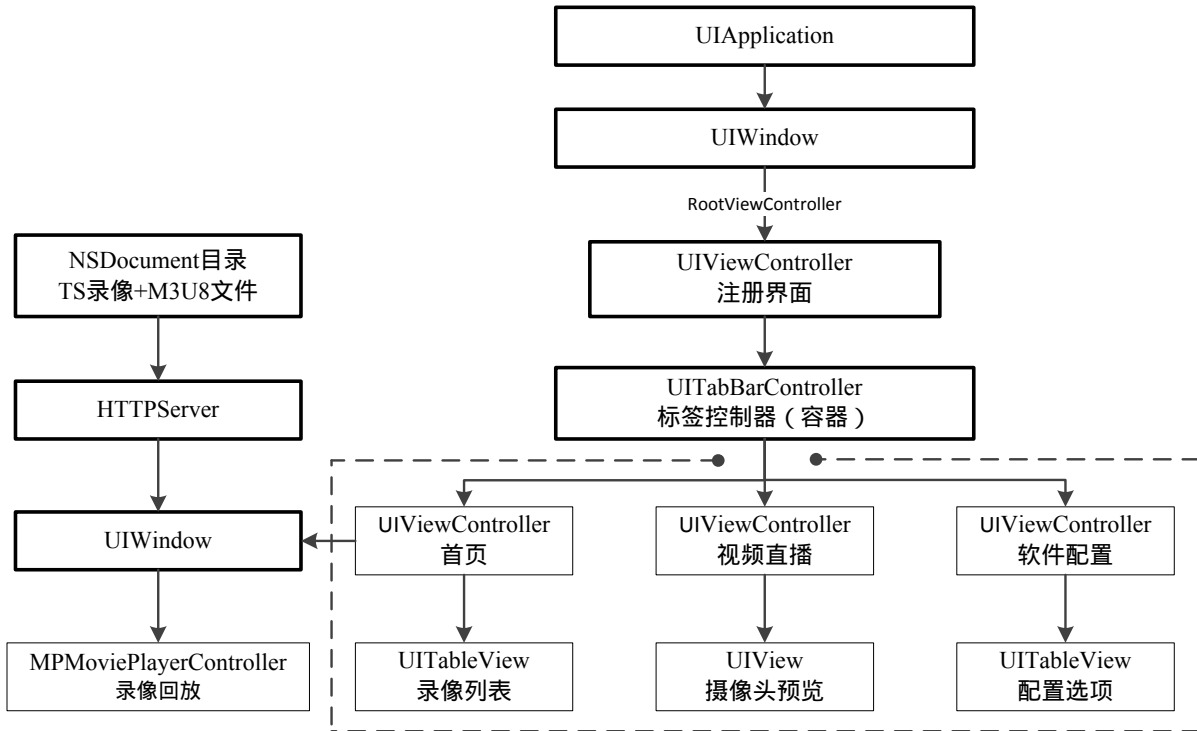 UIApplication
UIWindow
RootViewController
NSDocument目录
TS录像+M3U8文件
UIViewController
注册界面
HTTPServer
UITabBarController
标签控制器（容器）
UIWindow
UIViewController
首页
UIViewController
视频直播
UIViewController
软件配置
MPMoviePlayerController
录像回放
UITableView
录像列表
UIView
摄像头预览
UITableView
配置选项